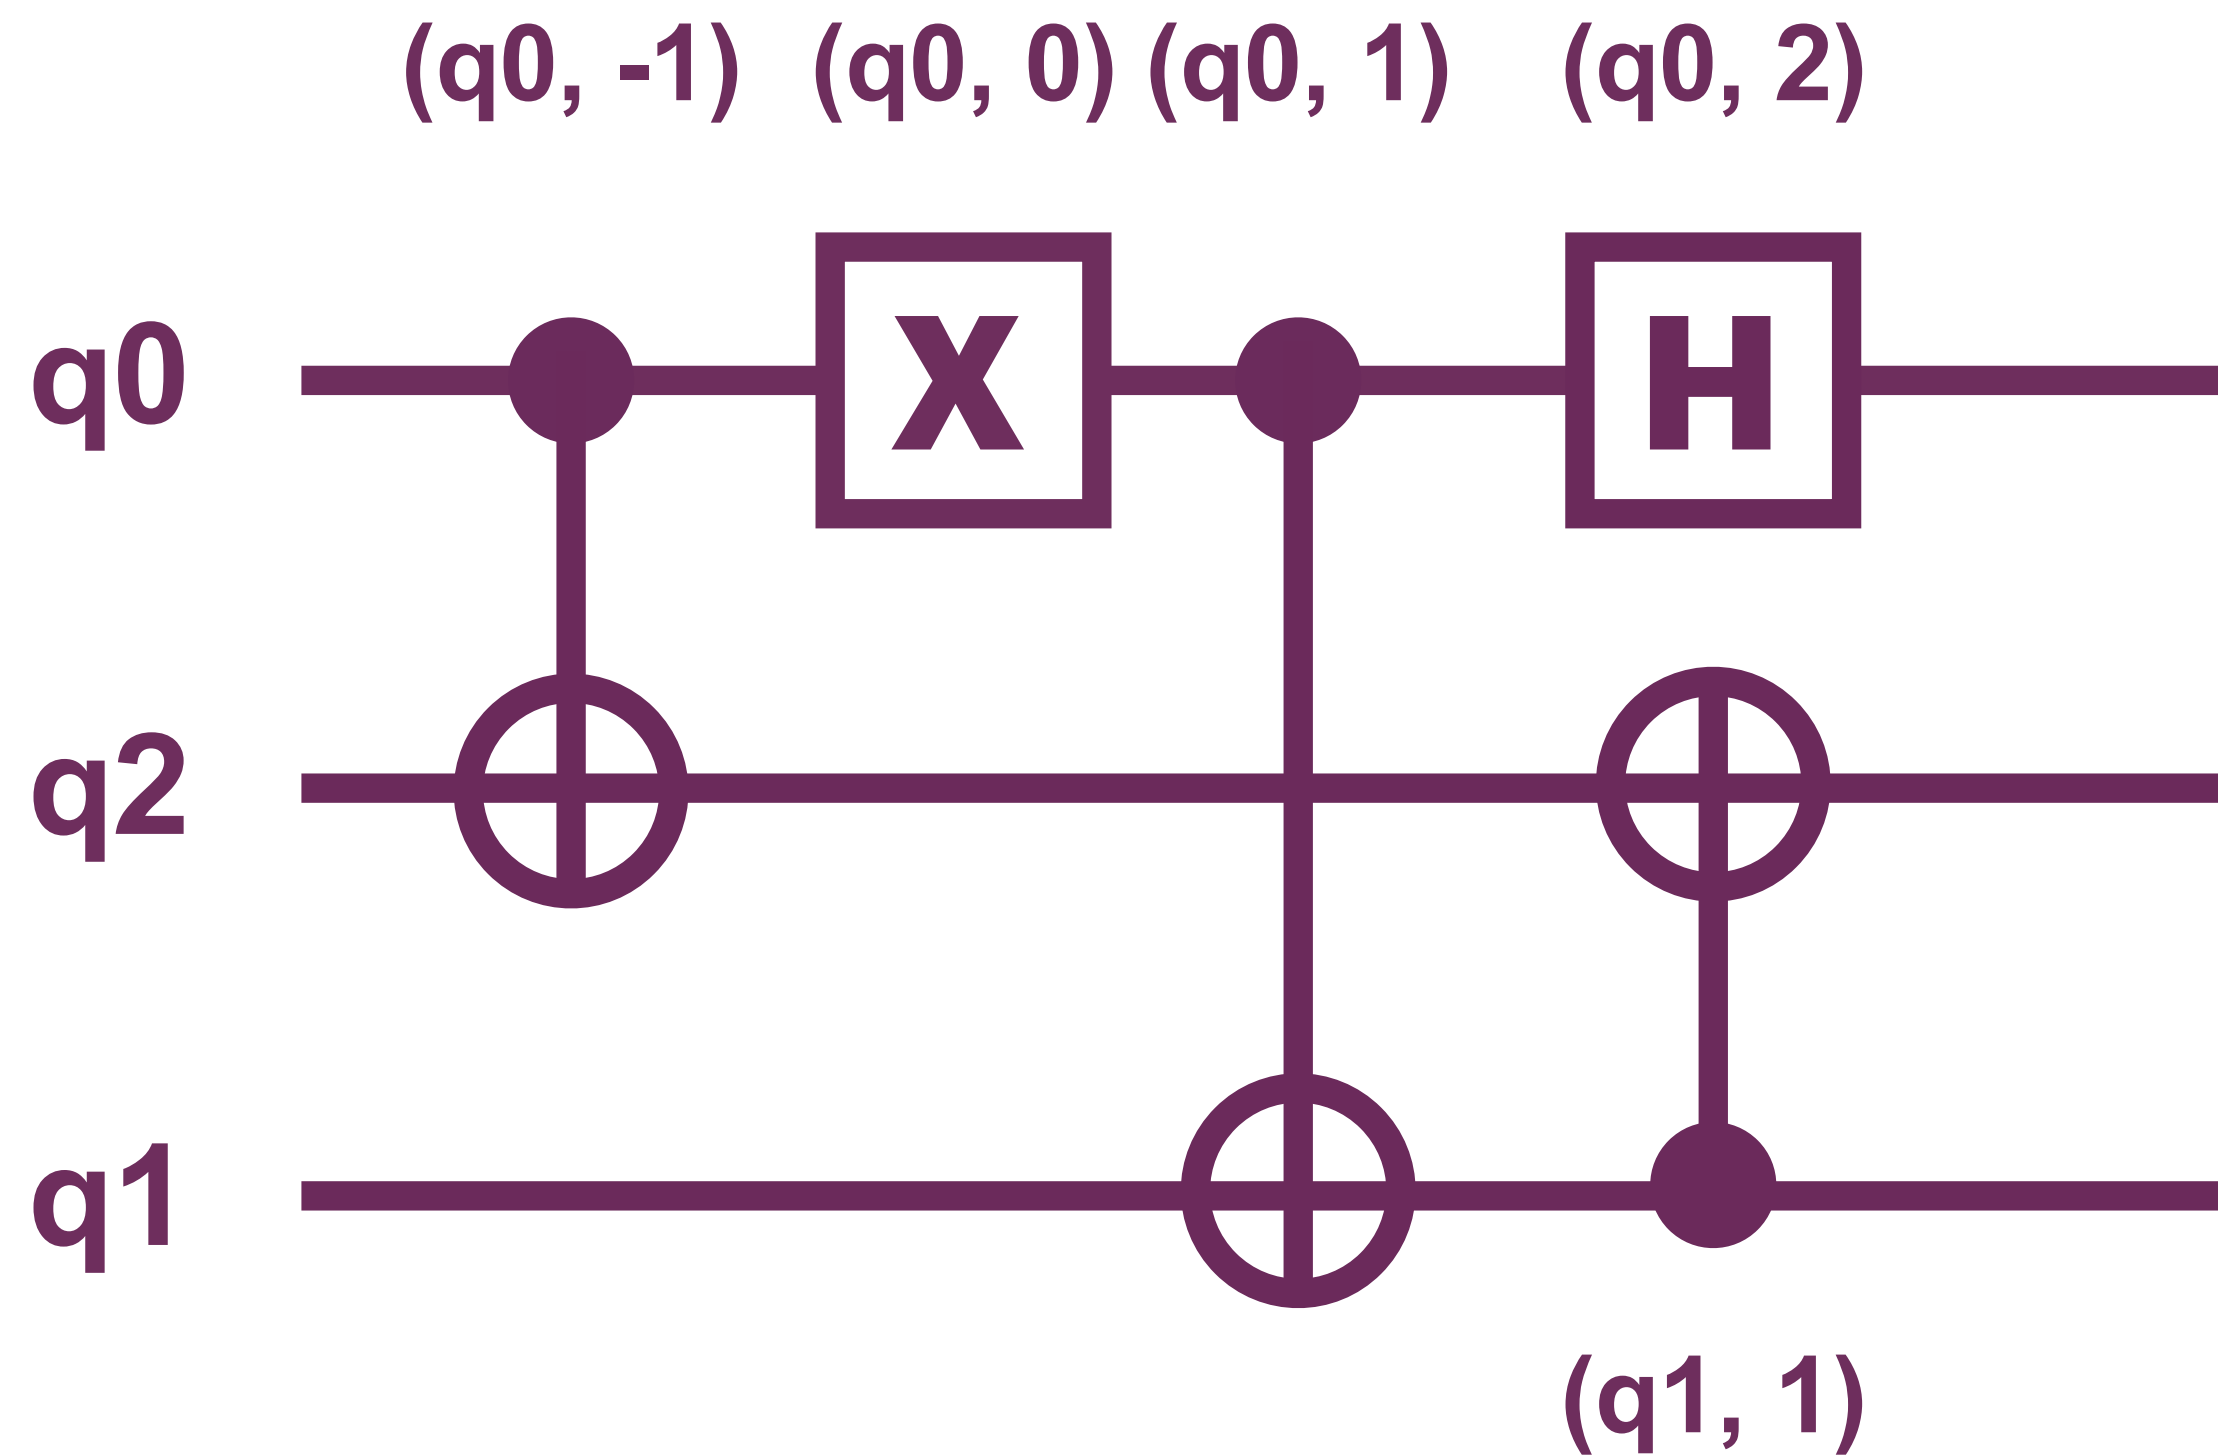 (q0, -1) (q0, 0) (q0, 1) (q0, 2)
q0 X H
q2
q1
(q1, 1)